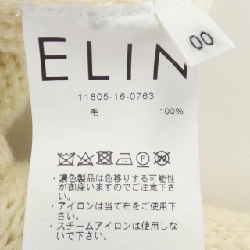 00
ELIN
11805-16-0763
毛 100%
・濃色製品は色移りする可能性
が御座いますのでご注意下さ
い。
・アイロンは当て布をご使用下
さい。
・スチームアイロンは使用しな
いで下さい。